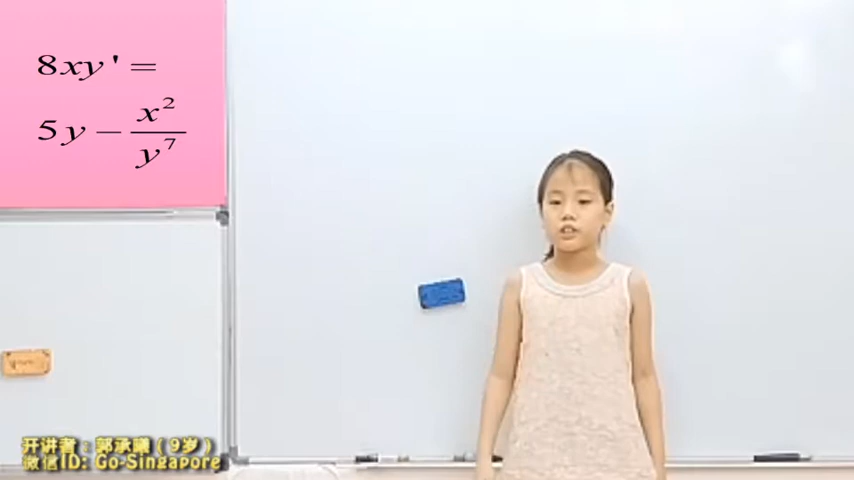 8xy' =
5y - x²/y⁷
开讲者：郭承曦（9岁）
微信ID: Go-Singapore